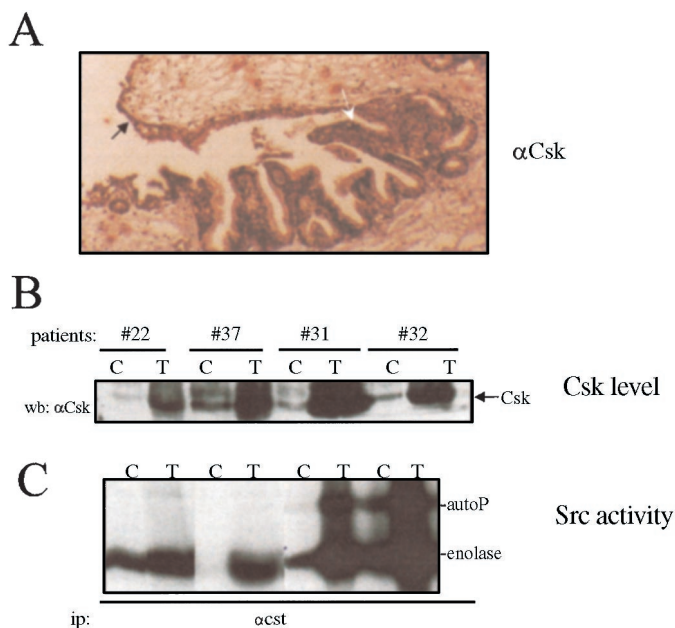 A
αCsk
B
patients: #22 #37 #31 #32
C T C T C T C T
wb: αCsk
Csk
Csk level
C
C T C T C T C T
autoP
enolase
Src activity
ip: αcst